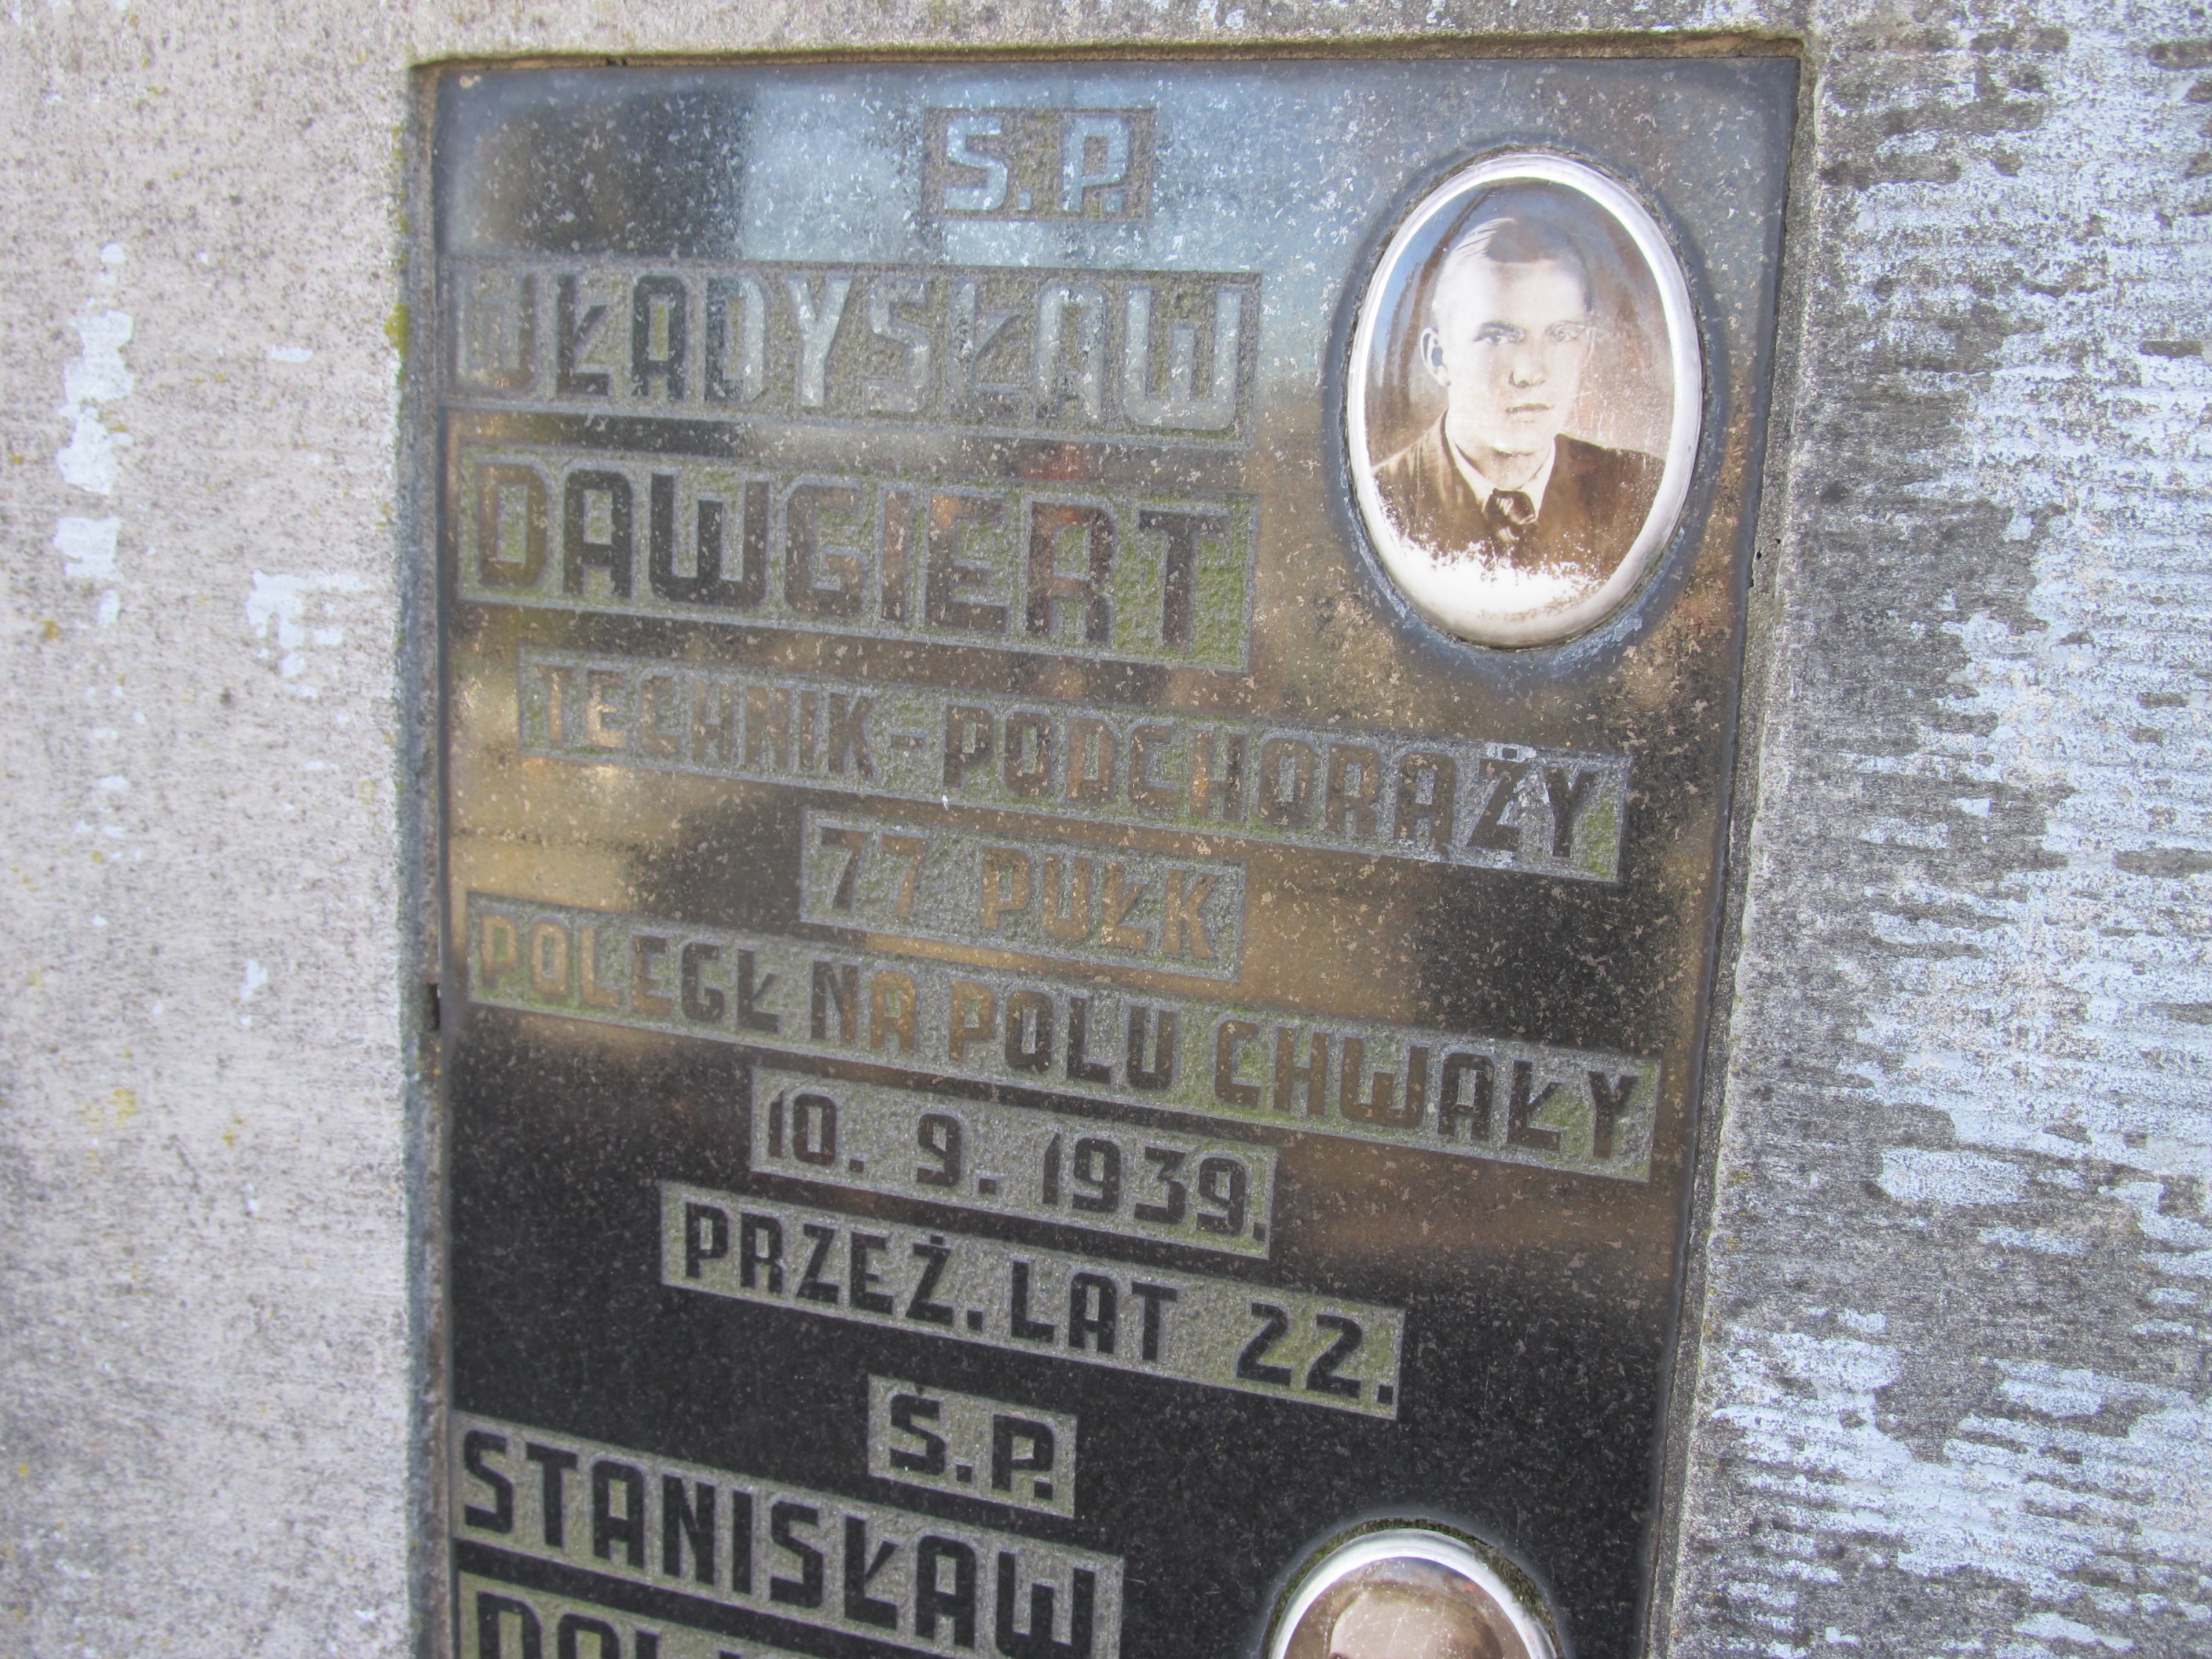 Ś. P.
WŁADYSŁAW
DAWGIERT
TECHNIK-PODCHORĄŻY
77 PUŁK
POLEGŁ NA POLU CHWAŁY
10. 9. 1939.
PRZEŻ. LAT 22.
Ś. P.
STANISŁAW